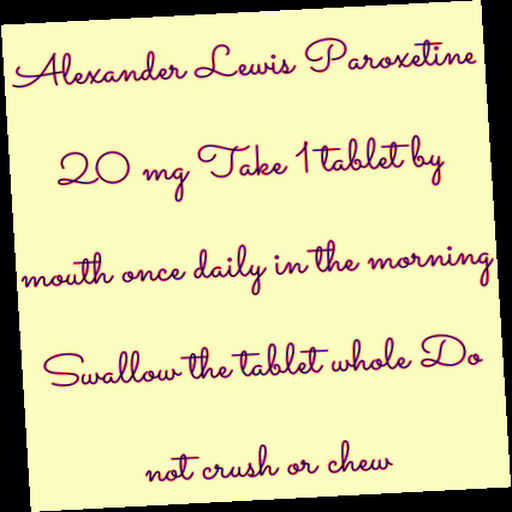 Alexander Lewis Paroxetine
20 mg Take 1 tablet by
mouth once daily in the morning
Swallow the tablet whole Do
not crush or chew